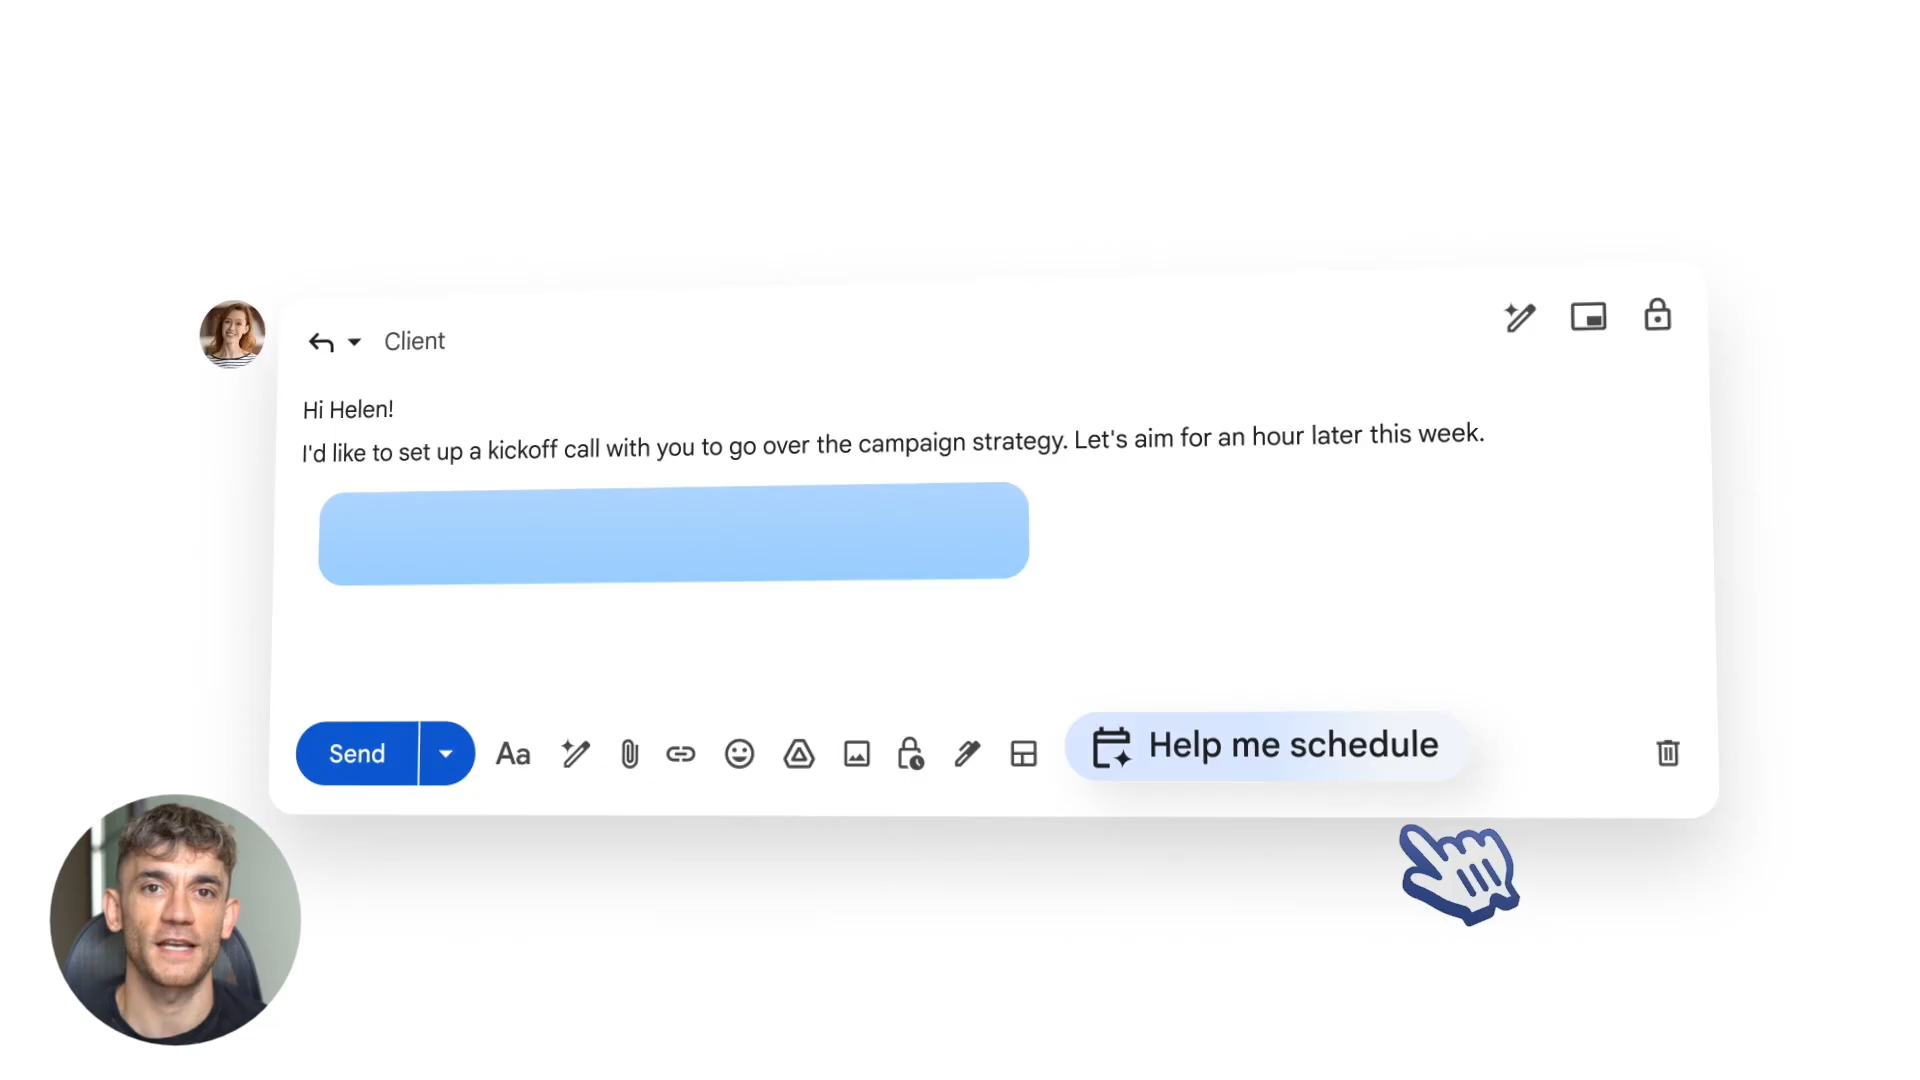 Client
Hi Helen!
I'd like to set up a kickoff call with you to go over the campaign strategy. Let's aim for an hour later this week.
Send
Aa
Help me schedule